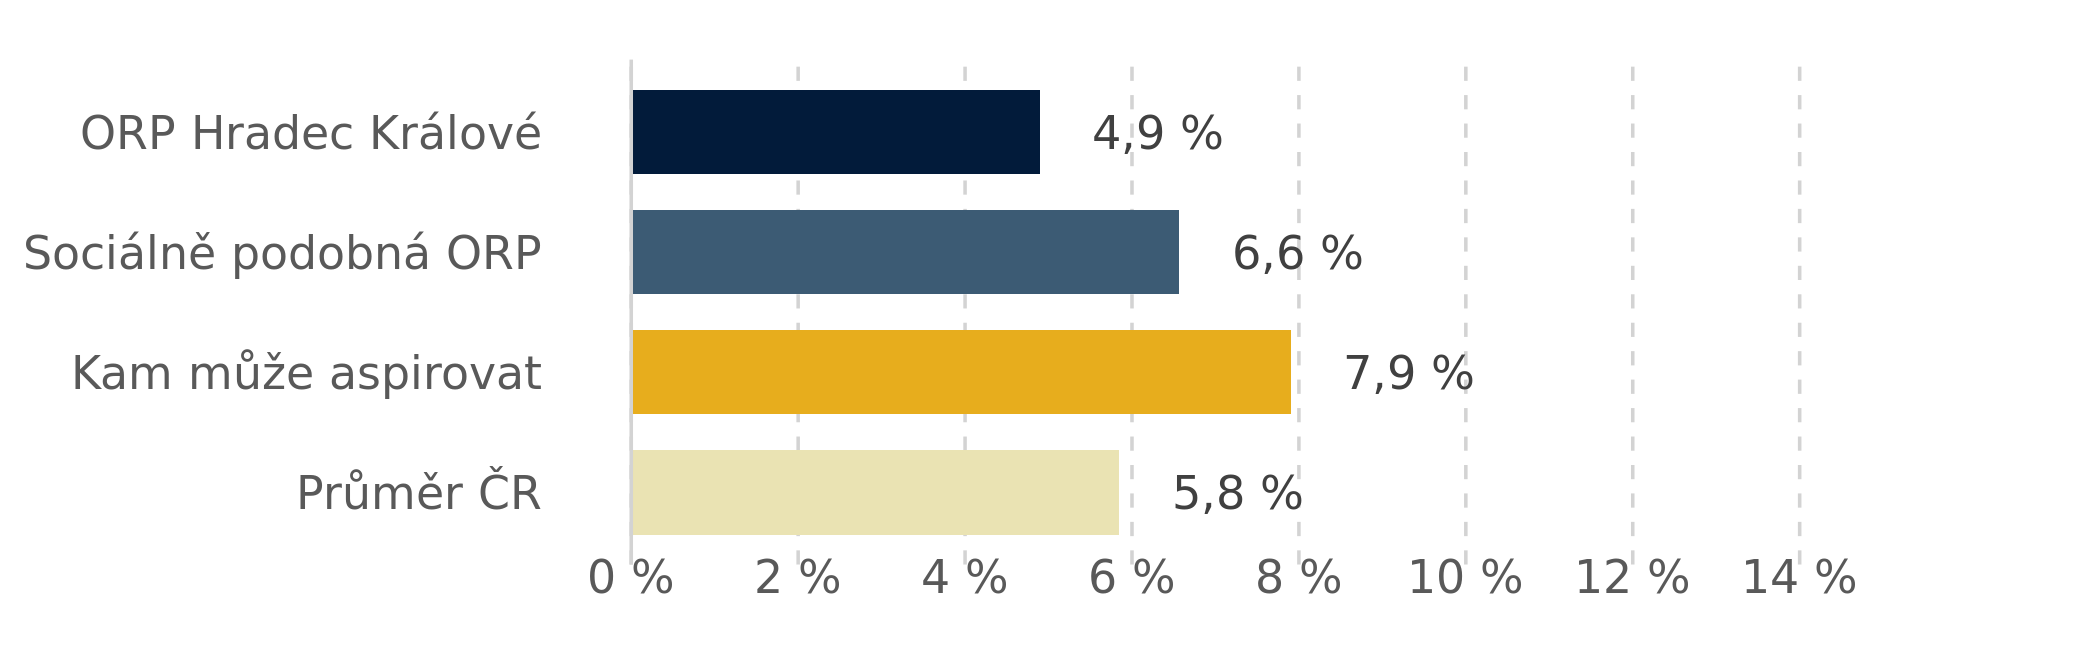 ORP Hradec Králové 4,9 %
Sociálně podobná ORP 6,6 %
Kam může aspirovat 7,9 %
Průměr ČR 5,8 %
0 % 2 % 4 % 6 % 8 % 10 % 12 % 14 %